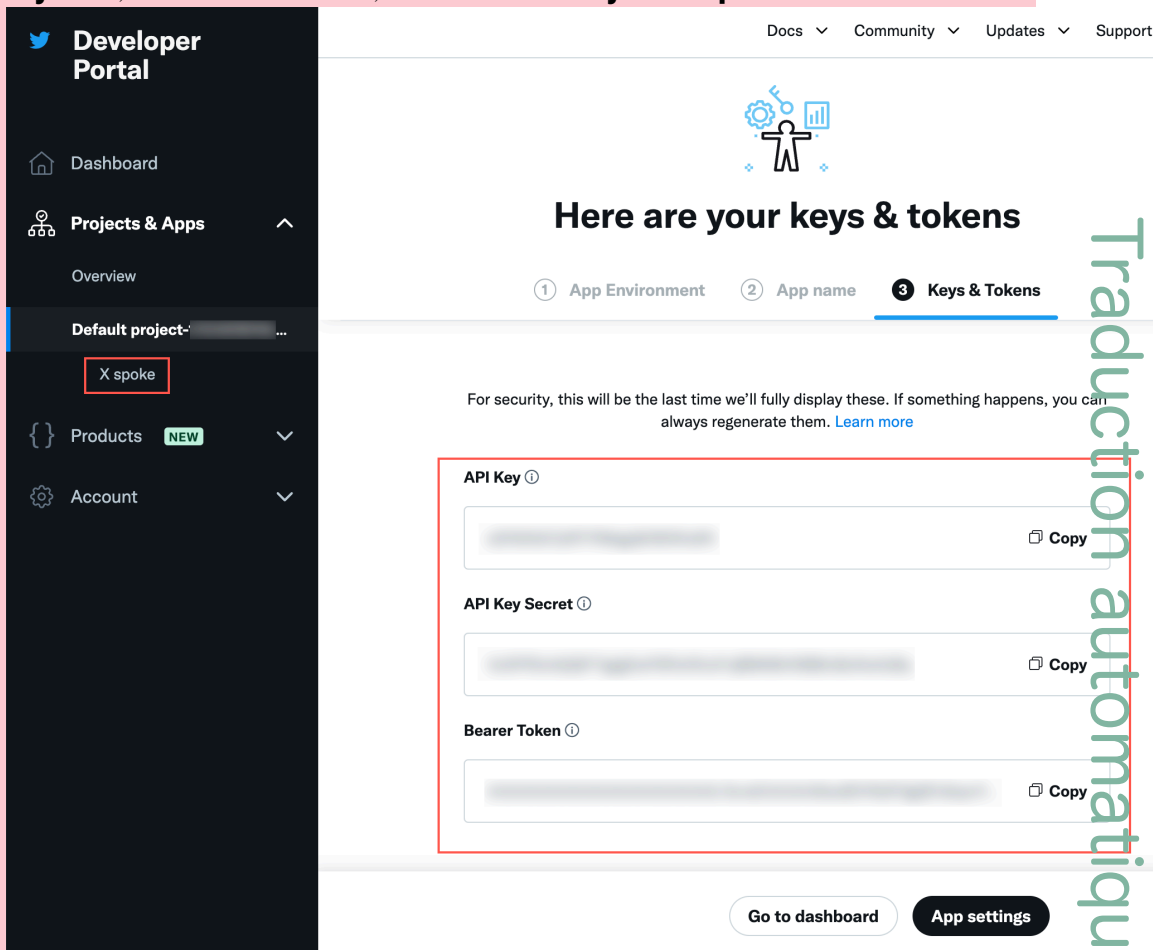 Developer
Portal
Docs
Community
Updates
Support
Dashboard
Projects & Apps
Overview
Default project-
...
X spoke
Products NEW
Account
Here are your keys & tokens
1 App Environment
2 App name
3 Keys & Tokens
For security, this will be the last time we'll fully display these. If something happens, you can
always regenerate them. Learn more
API Key
Copy
API Key Secret
Copy
Bearer Token
Copy
Go to dashboard
App settings
Traduction automatiqu